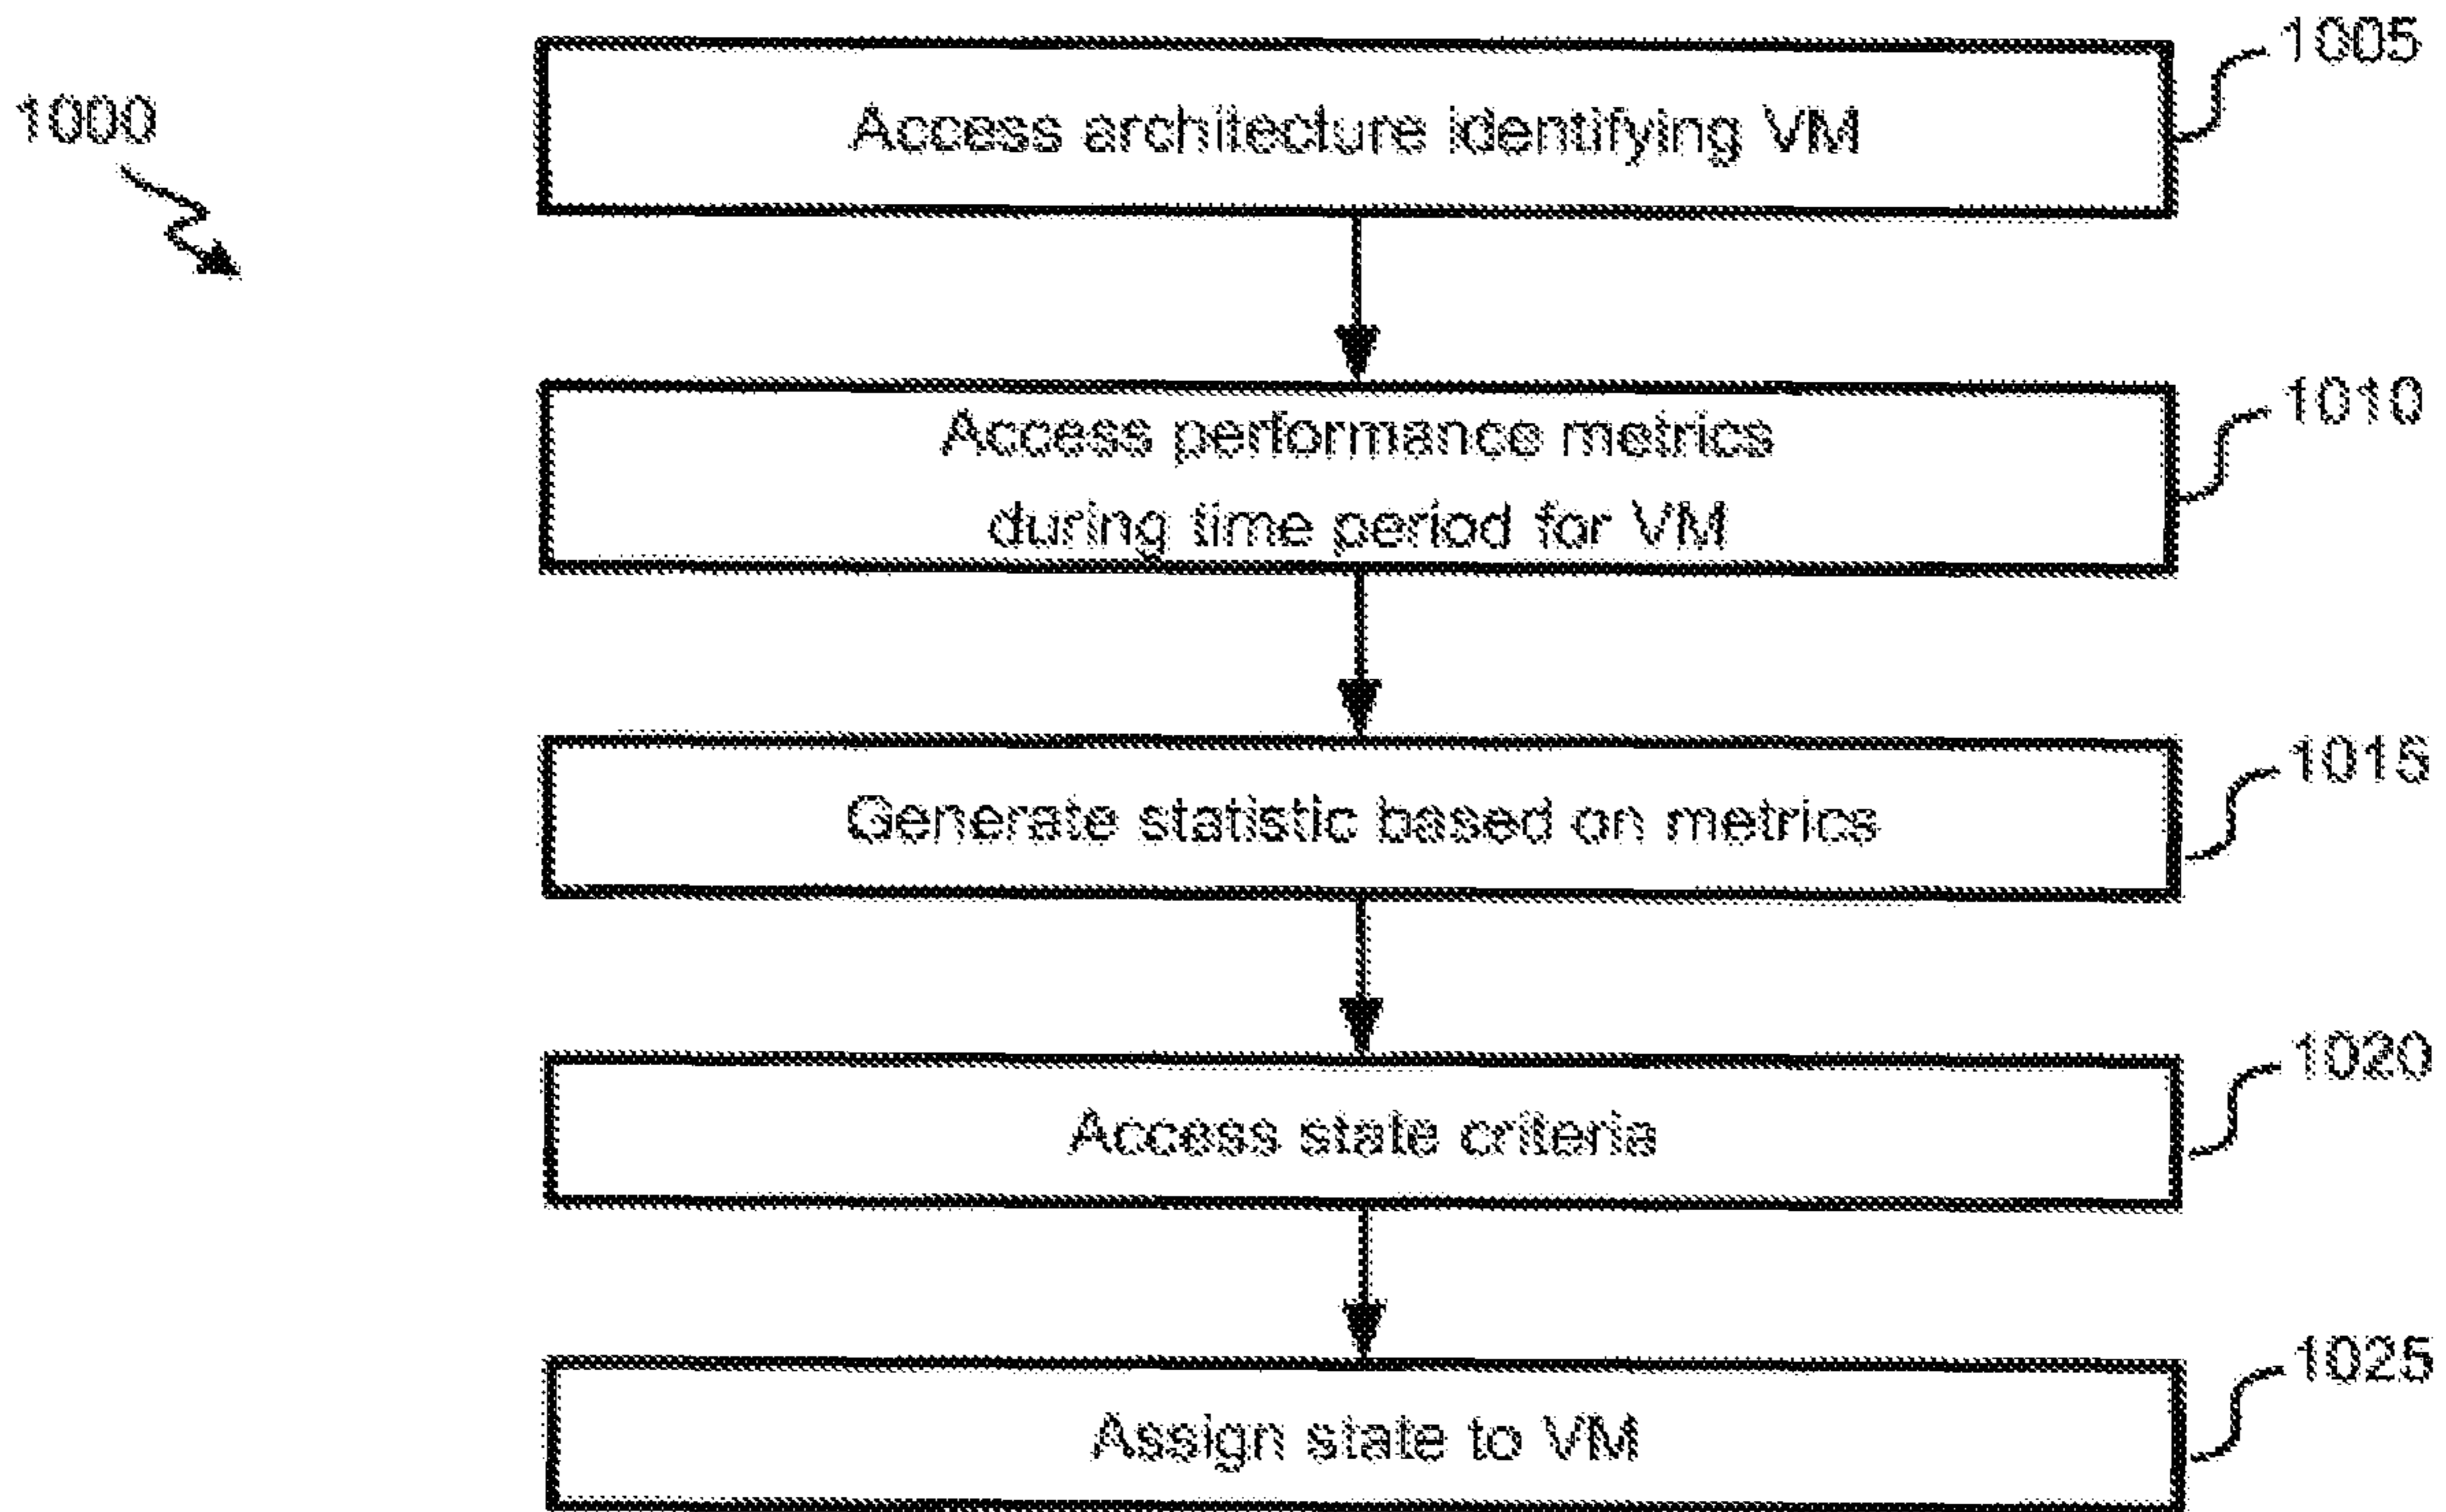 1005
1000
Access architecture identifying VM
1010
Access performance metrics
during time period for VM
1015
Generate statistic based on metrics
1020
Access state criteria
1025
Assign state to VM